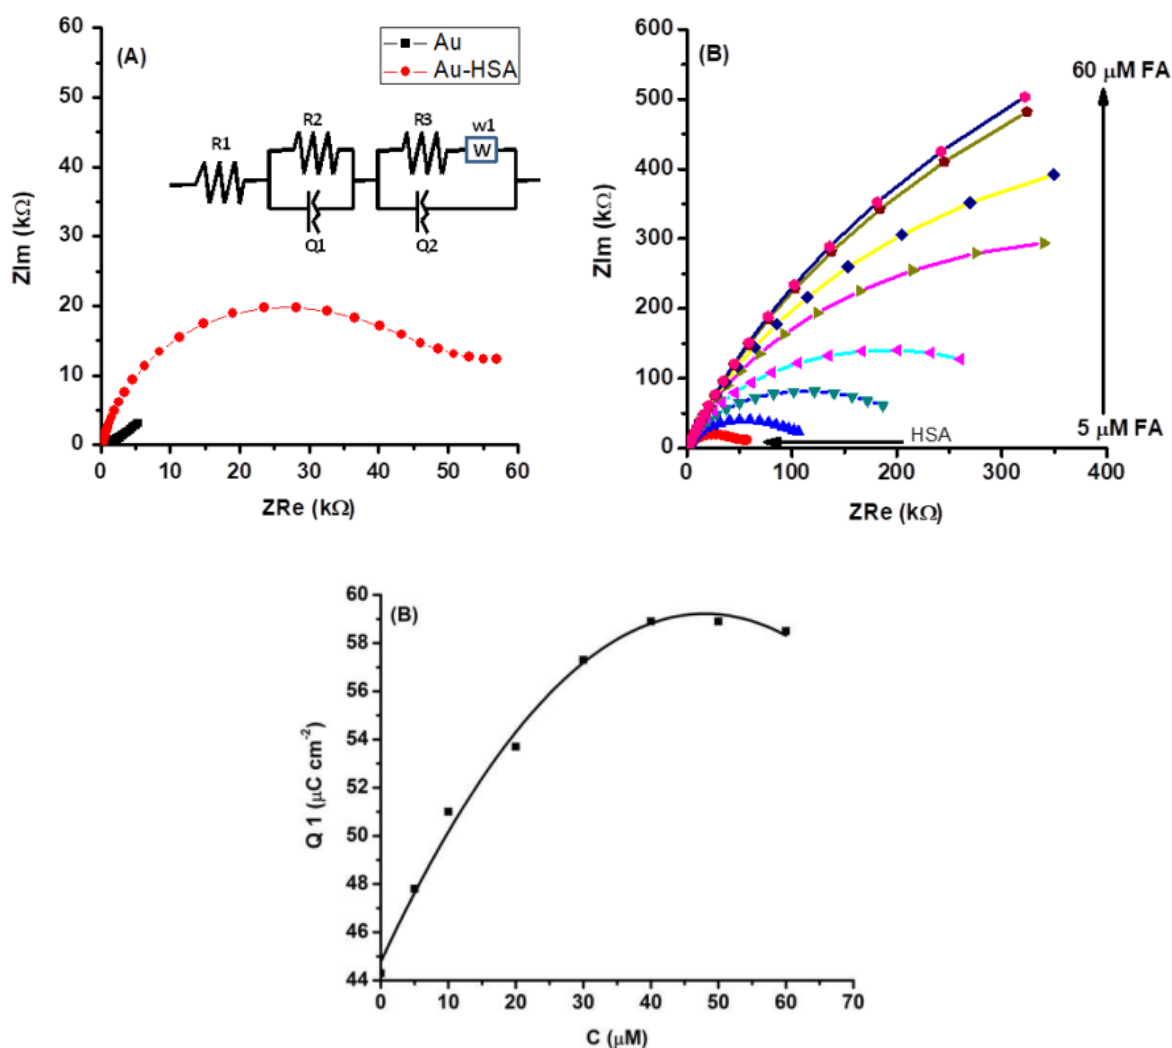 (A)
Au
Au-HSA
R1
R2
Q1
R3
w1
W
Q2
60
50
40
30
20
10
0
ZIm (kΩ)
0 10 20 30 40 50 60
ZRe (kΩ)
(B)
600
500
400
300
200
100
0
ZIm (kΩ)
60 μM FA
5 μM FA
HSA
0 100 200 300 400
ZRe (kΩ)
(B)
60
58
56
54
52
50
48
46
44
Q 1 (μC cm⁻²)
0 10 20 30 40 50 60 70
C (μM)